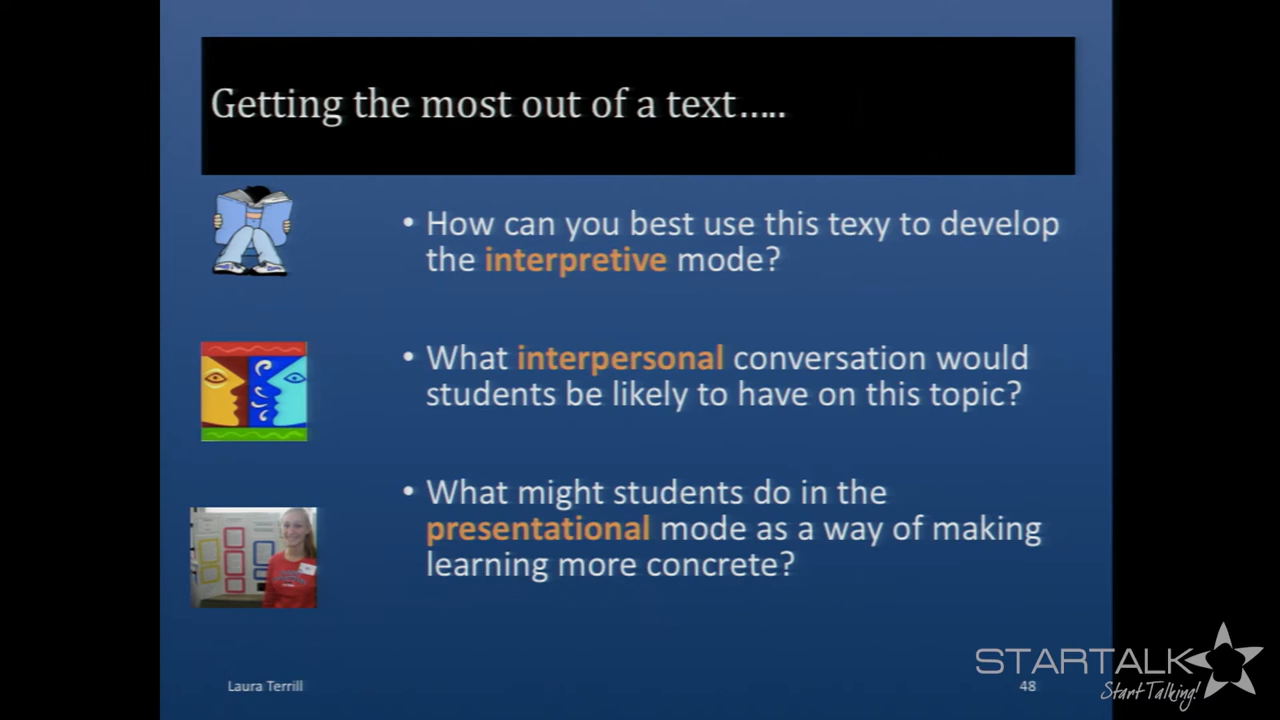 Getting the most out of a text.....
• How can you best use this texy to develop
the interpretive mode?
• What interpersonal conversation would
students be likely to have on this topic?
• What might students do in the
presentational mode as a way of making
learning more concrete?
Laura Terrill
48
STARTALK
Start Talking!